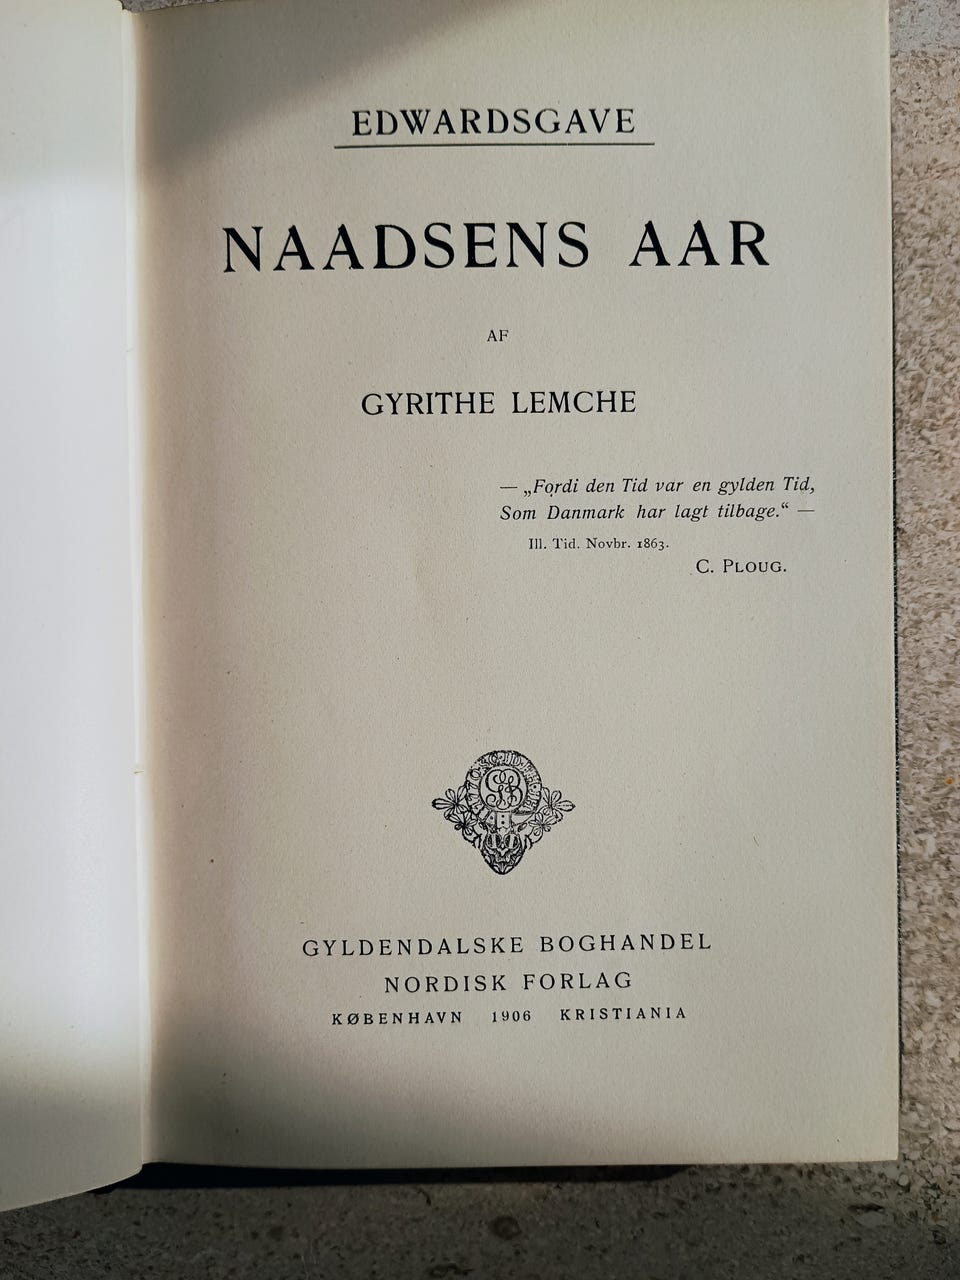 EDWARDSGAVE
NAADSENS AAR
AF
GYRITHE LEMCHE
— „Fordi den Tid var en gylden Tid,
Som Danmark har lagt tilbage.“ —
Ill. Tid. Novbr. 1863.
C. PLOUG.
GYLDENDALSKE BOGHANDEL
NORDISK FORLAG
KØBENHAVN 1906 KRISTIANIA